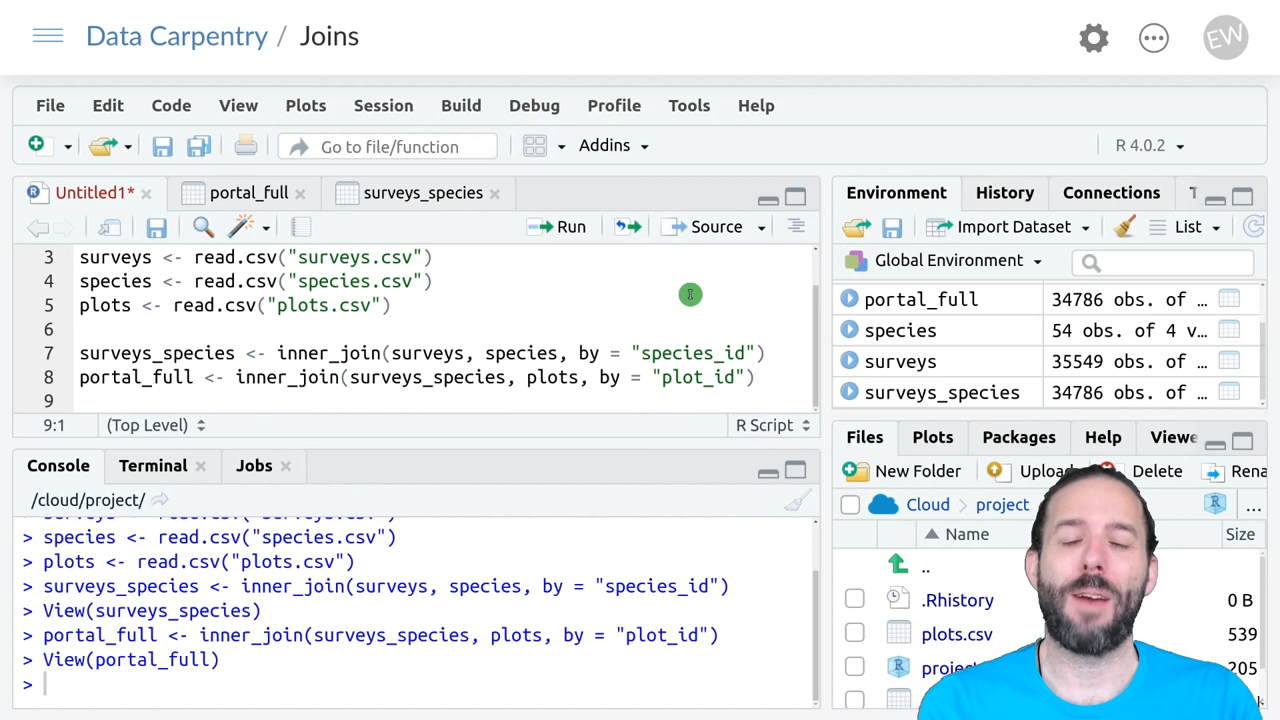 Data Carpentry / Joins
EW
File Edit Code View Plots Session Build Debug Profile Tools Help
Go to file/function Addins R 4.0.2
Untitled1* portal_full surveys_species
Run Source
3 surveys <- read.csv("surveys.csv")
4 species <- read.csv("species.csv")
5 plots <- read.csv("plots.csv")
6
7 surveys_species <- inner_join(surveys, species, by = "species_id")
8 portal_full <- inner_join(surveys_species, plots, by = "plot_id")
9
9:1 (Top Level) R Script
Console Terminal Jobs
/cloud/project/
> species <- read.csv("species.csv")
> plots <- read.csv("plots.csv")
> surveys_species <- inner_join(surveys, species, by = "species_id")
> View(surveys_species)
> portal_full <- inner_join(surveys_species, plots, by = "plot_id")
> View(portal_full)
>
Environment History Connections T
Import Dataset List
Global Environment
portal_full 34786 obs. of ...
species 54 obs. of 4 v...
surveys 35549 obs. of ...
surveys_species 34786 obs. of ...
Files Plots Packages Help Viewe
New Folder Upload Delete Rena
Cloud project ...
Name Size
..
.Rhistory 0 B
plots.csv 539
proje 205